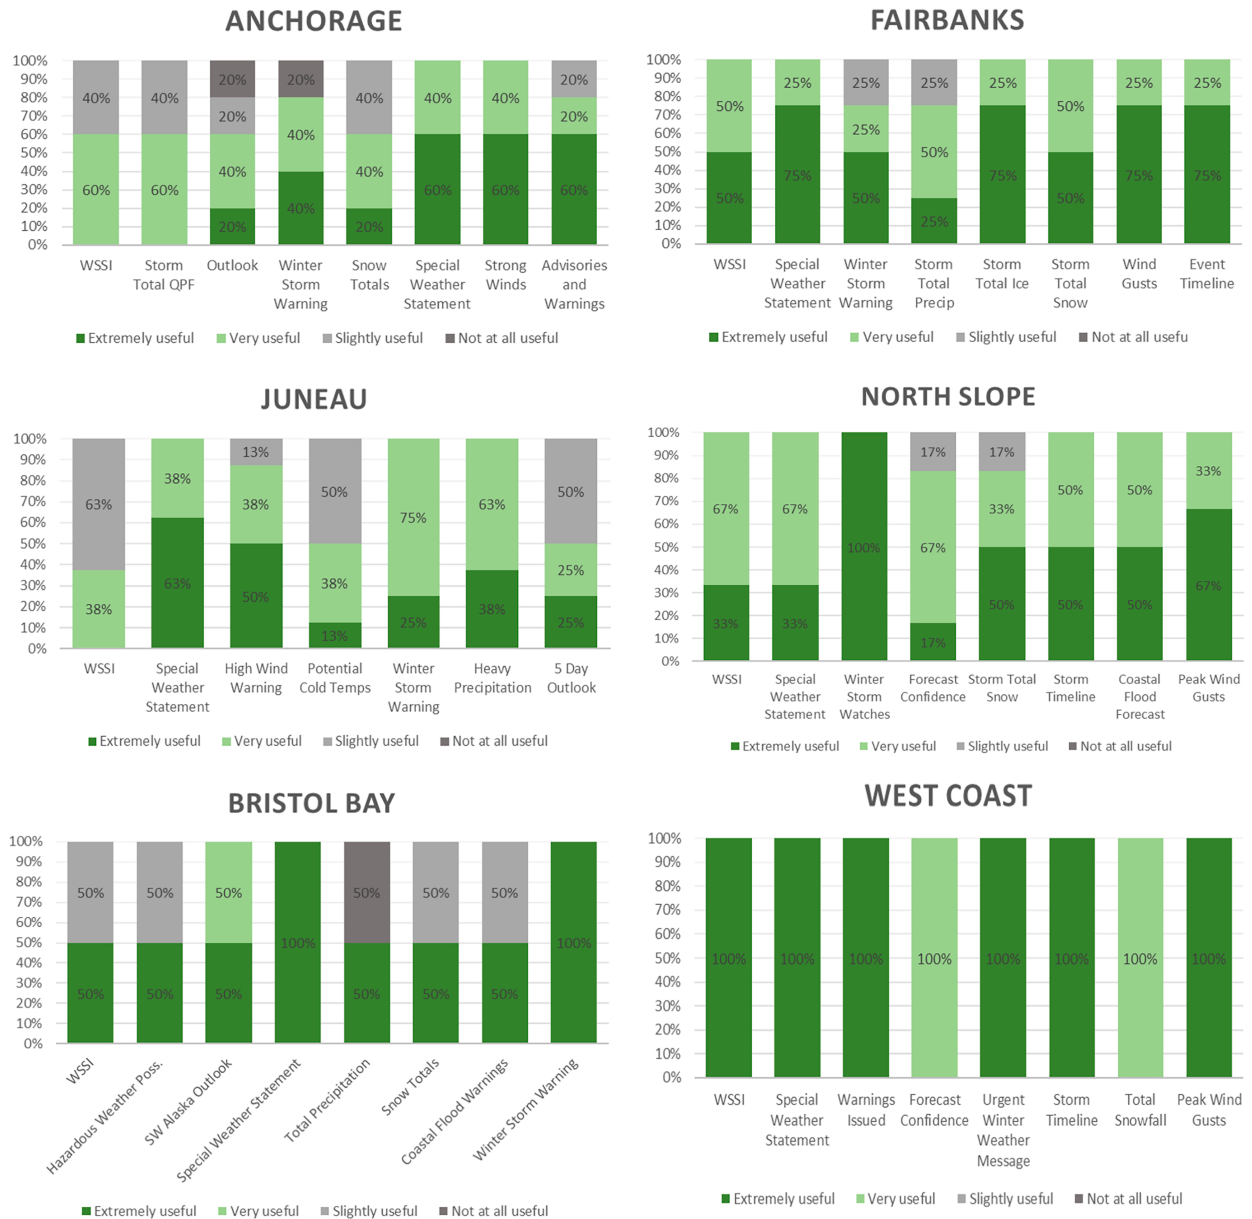 ANCHORAGE
100%
90%
80%
70%
60%
50%
40%
30%
20%
10%
0%
40% 40% 20% 20% 40% 40% 40% 20%
20% 20%
60% 60% 40% 40% 40% 60% 60% 60%
20% 40% 20%
WSSI Storm Outlook Winter Snow Special Strong Advisories
Total QPF Storm Totals Weather Winds and
Warning Statement Warnings
Extremely useful Very useful Slightly useful Not at all useful
FAIRBANKS
100%
90%
80%
70%
60%
50%
40%
30%
20%
10%
0%
50% 25% 25% 25% 25% 50% 25% 25%
25% 50%
50% 75% 50% 25% 75% 50% 75% 75%
WSSI Special Winter Storm Storm Storm Wind Event
Weather Storm Total Total Ice Total Gusts Timeline
Statement Warning Precip Snow
Extremely useful Very useful Slightly useful Not at all usefu
JUNEAU
100%
90%
80%
70%
60%
50%
40%
30%
20%
10%
0%
63% 38% 13% 50% 75% 63% 50%
38% 38% 25%
38% 63% 50% 13% 25% 38% 25%
WSSI Special High Wind Potential Winter Heavy 5 Day
Weather Warning Cold Temps Storm Precipitation Outlook
Statement Warning
Extremely useful Very useful Slightly useful Not at all useful
NORTH SLOPE
100%
90%
80%
70%
60%
50%
40%
30%
20%
10%
0%
67% 67% 100% 17% 17% 50% 50% 33%
67% 33%
33% 33% 17% 50% 50% 50% 67%
WSSI Special Winter Forecast Storm Total Storm Coastal Peak Wind
Weather Storm Confidence Snow Timeline Flood Gusts
Statement Watches Forecast
Extremely useful Very useful Slightly useful Not at all useful
BRISTOL BAY
100%
90%
80%
70%
60%
50%
40%
30%
20%
10%
0%
50% 50% 50% 100% 50% 50% 50% 100%
50% 50% 50% 50% 50% 50%
WSSI
Hazardous Weather Poss.
SW Alaska Outlook
Special Weather Statement
Total Precipitation
Snow Totals
Coastal Flood Warnings
Winter Storm Warning
Extremely useful Very useful Slightly useful Not at all useful
WEST COAST
100%
90%
80%
70%
60%
50%
40%
30%
20%
10%
0%
100% 100% 100% 100% 100% 100% 100% 100%
WSSI Special Warnings Forecast Urgent Storm Total Peak Wind
Weather Issued Confidence Winter Timeline Snowfall Gusts
Statement Weather
Message
Extremely useful Very useful Slightly useful Not at all useful